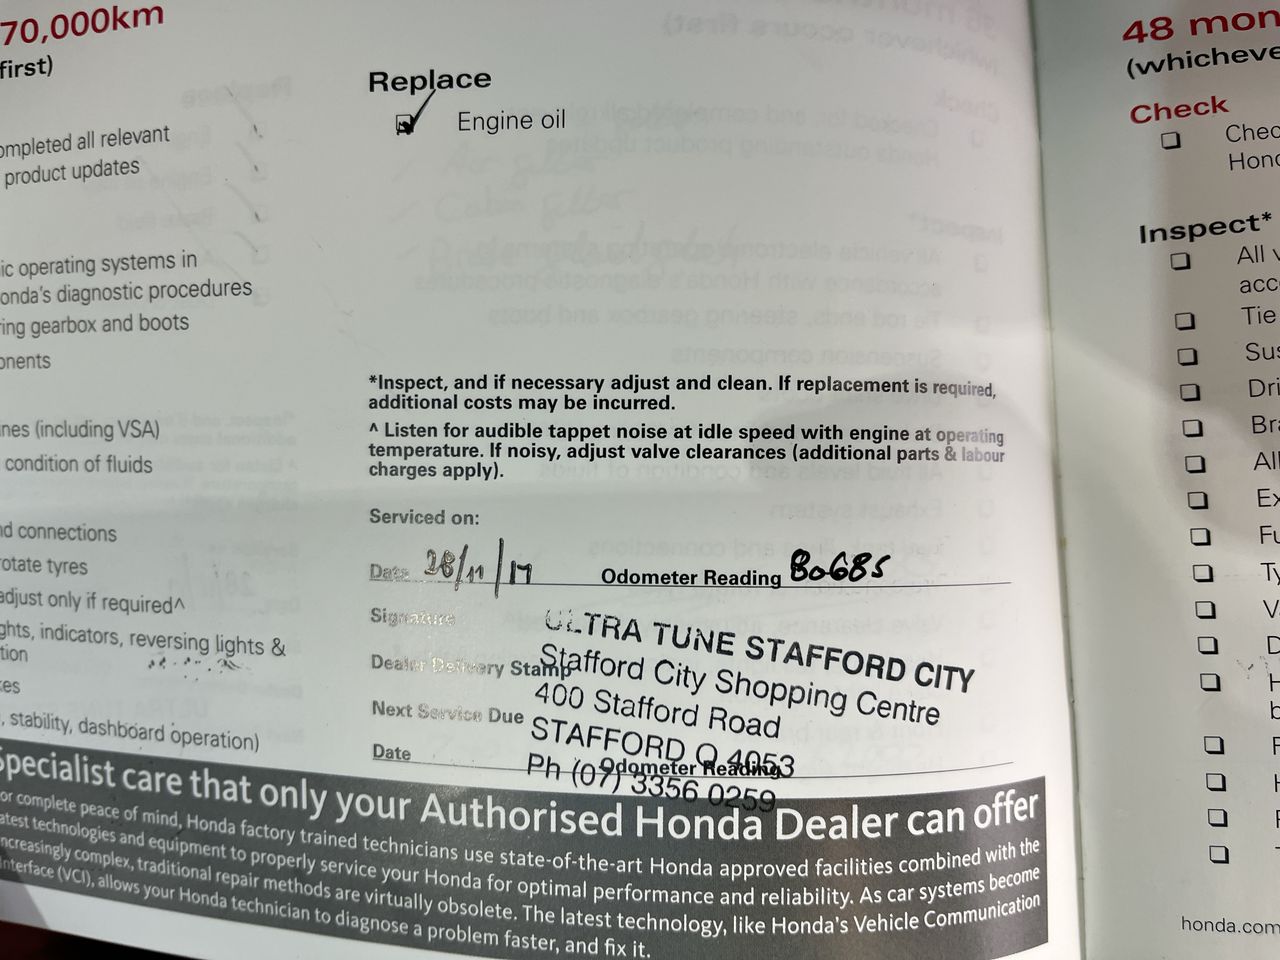 70,000km
first)
ompleted all relevant
product updates
ic operating systems in
onda's diagnostic procedures
ring gearbox and boots
onents
ines (including VSA)
condition of fluids
nd connections
otate tyres
adjust only if required^
ghts, indicators, reversing lights &
tion
kes
, stability, dashboard operation)
Replace
Engine oil
*Inspect, and if necessary adjust and clean. If replacement is required,
additional costs may be incurred.
^ Listen for audible tappet noise at idle speed with engine at operating
temperature. If noisy, adjust valve clearances (additional parts & labour
charges apply).
Serviced on:
Date 28/11/17 Odometer Reading 80685
Signature
Dealer Delivery Stamp
Next Service Due
Date Odometer Reading
ULTRA TUNE STAFFORD CITY
Stafford City Shopping Centre
400 Stafford Road
STAFFORD Q 4053
Ph (07) 3356 0259
Specialist care that only your Authorised Honda Dealer can offer
or complete peace of mind, Honda factory trained technicians use state-of-the-art Honda approved facilities combined with the
atest technologies and equipment to properly service your Honda for optimal performance and reliability. As car systems become
ncreasingly complex, traditional repair methods are virtually obsolete. The latest technology, like Honda's Vehicle Communication
nterface (VCI), allows your Honda technician to diagnose a problem faster, and fix it.
48 mon
(whicheve
Check
Chec
Hond
Inspect*
All v
acc
Tie
Sus
Dri
Bra
All
Ex
Fu
Ty
V
D
H
b
F
H
honda.com